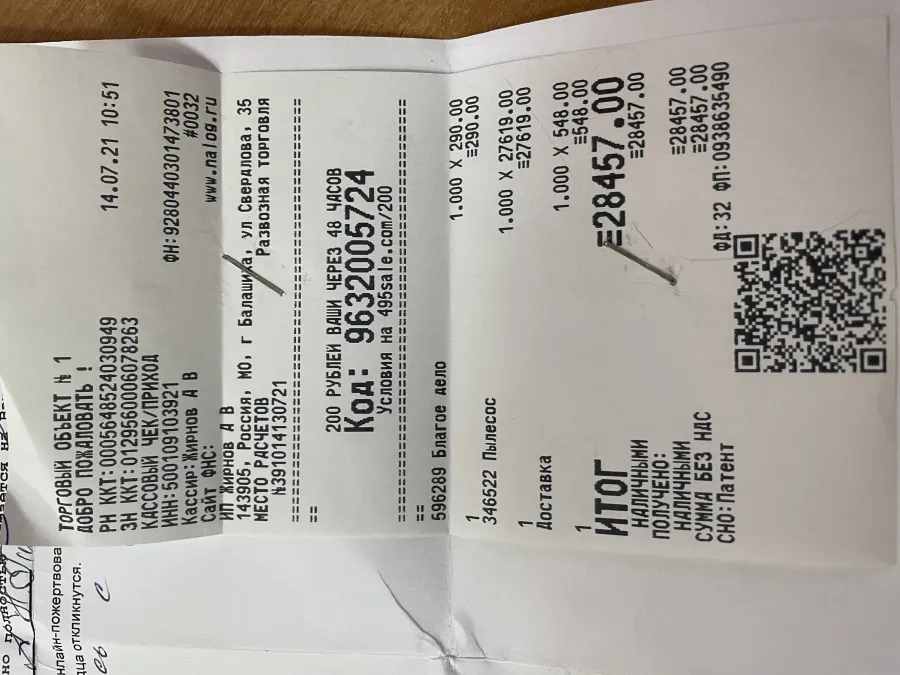 ТОРГОВЫЙ ОБЪЕКТ № 1
ДОБРО ПОЖАЛОВАТЬ !
РН ККТ:0005648524030949 14.07.21 10:51
ЗН ККТ:0129560006078263
КАССОВЫЙ ЧЕК/ПРИХОД
ИНН:500109103921 ФН:9280440301473801
Кассир:Жирнов А В #0032
Сайт ФНС: www.nalog.ru
ИП Жирнов А В
143905, Россия, МО, г Балашиха, ул Свердлова, 35
МЕСТО РАСЧЕТОВ Развозная торговля
№391014130721
==
200 РУБЛЕЙ ВАШИ ЧЕРЕЗ 48 ЧАСОВ
Код: 9632005724
Условия на 495sale.com/200
==
596289 Благое дело
1.000 X 290.00
1 ≡290.00
346522 Пылесос
1.000 X 27619.00
1 ≡27619.00
Доставка
1.000 X 548.00
1 ≡548.00
ИТОГ ≡28457.00
НАЛИЧНЫМИ ≡28457.00
ПОЛУЧЕНО:
НАЛИЧНЫМИ ≡28457.00
СУММА БЕЗ НДС ≡28457.00
СНО:Патент ФД:32 ФП:0938635490
но полностью
нлайн-пожертвова
дца откликнутся.